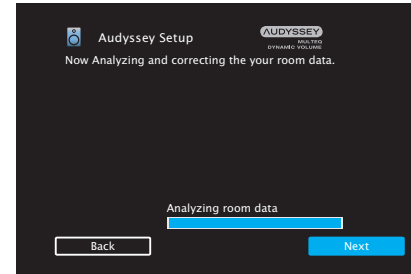 Audyssey Setup
AUDYSSEY
MULTEQ
DYNAMIC VOLUME
Now Analyzing and correcting the your room data.
Analyzing room data
Back
Next